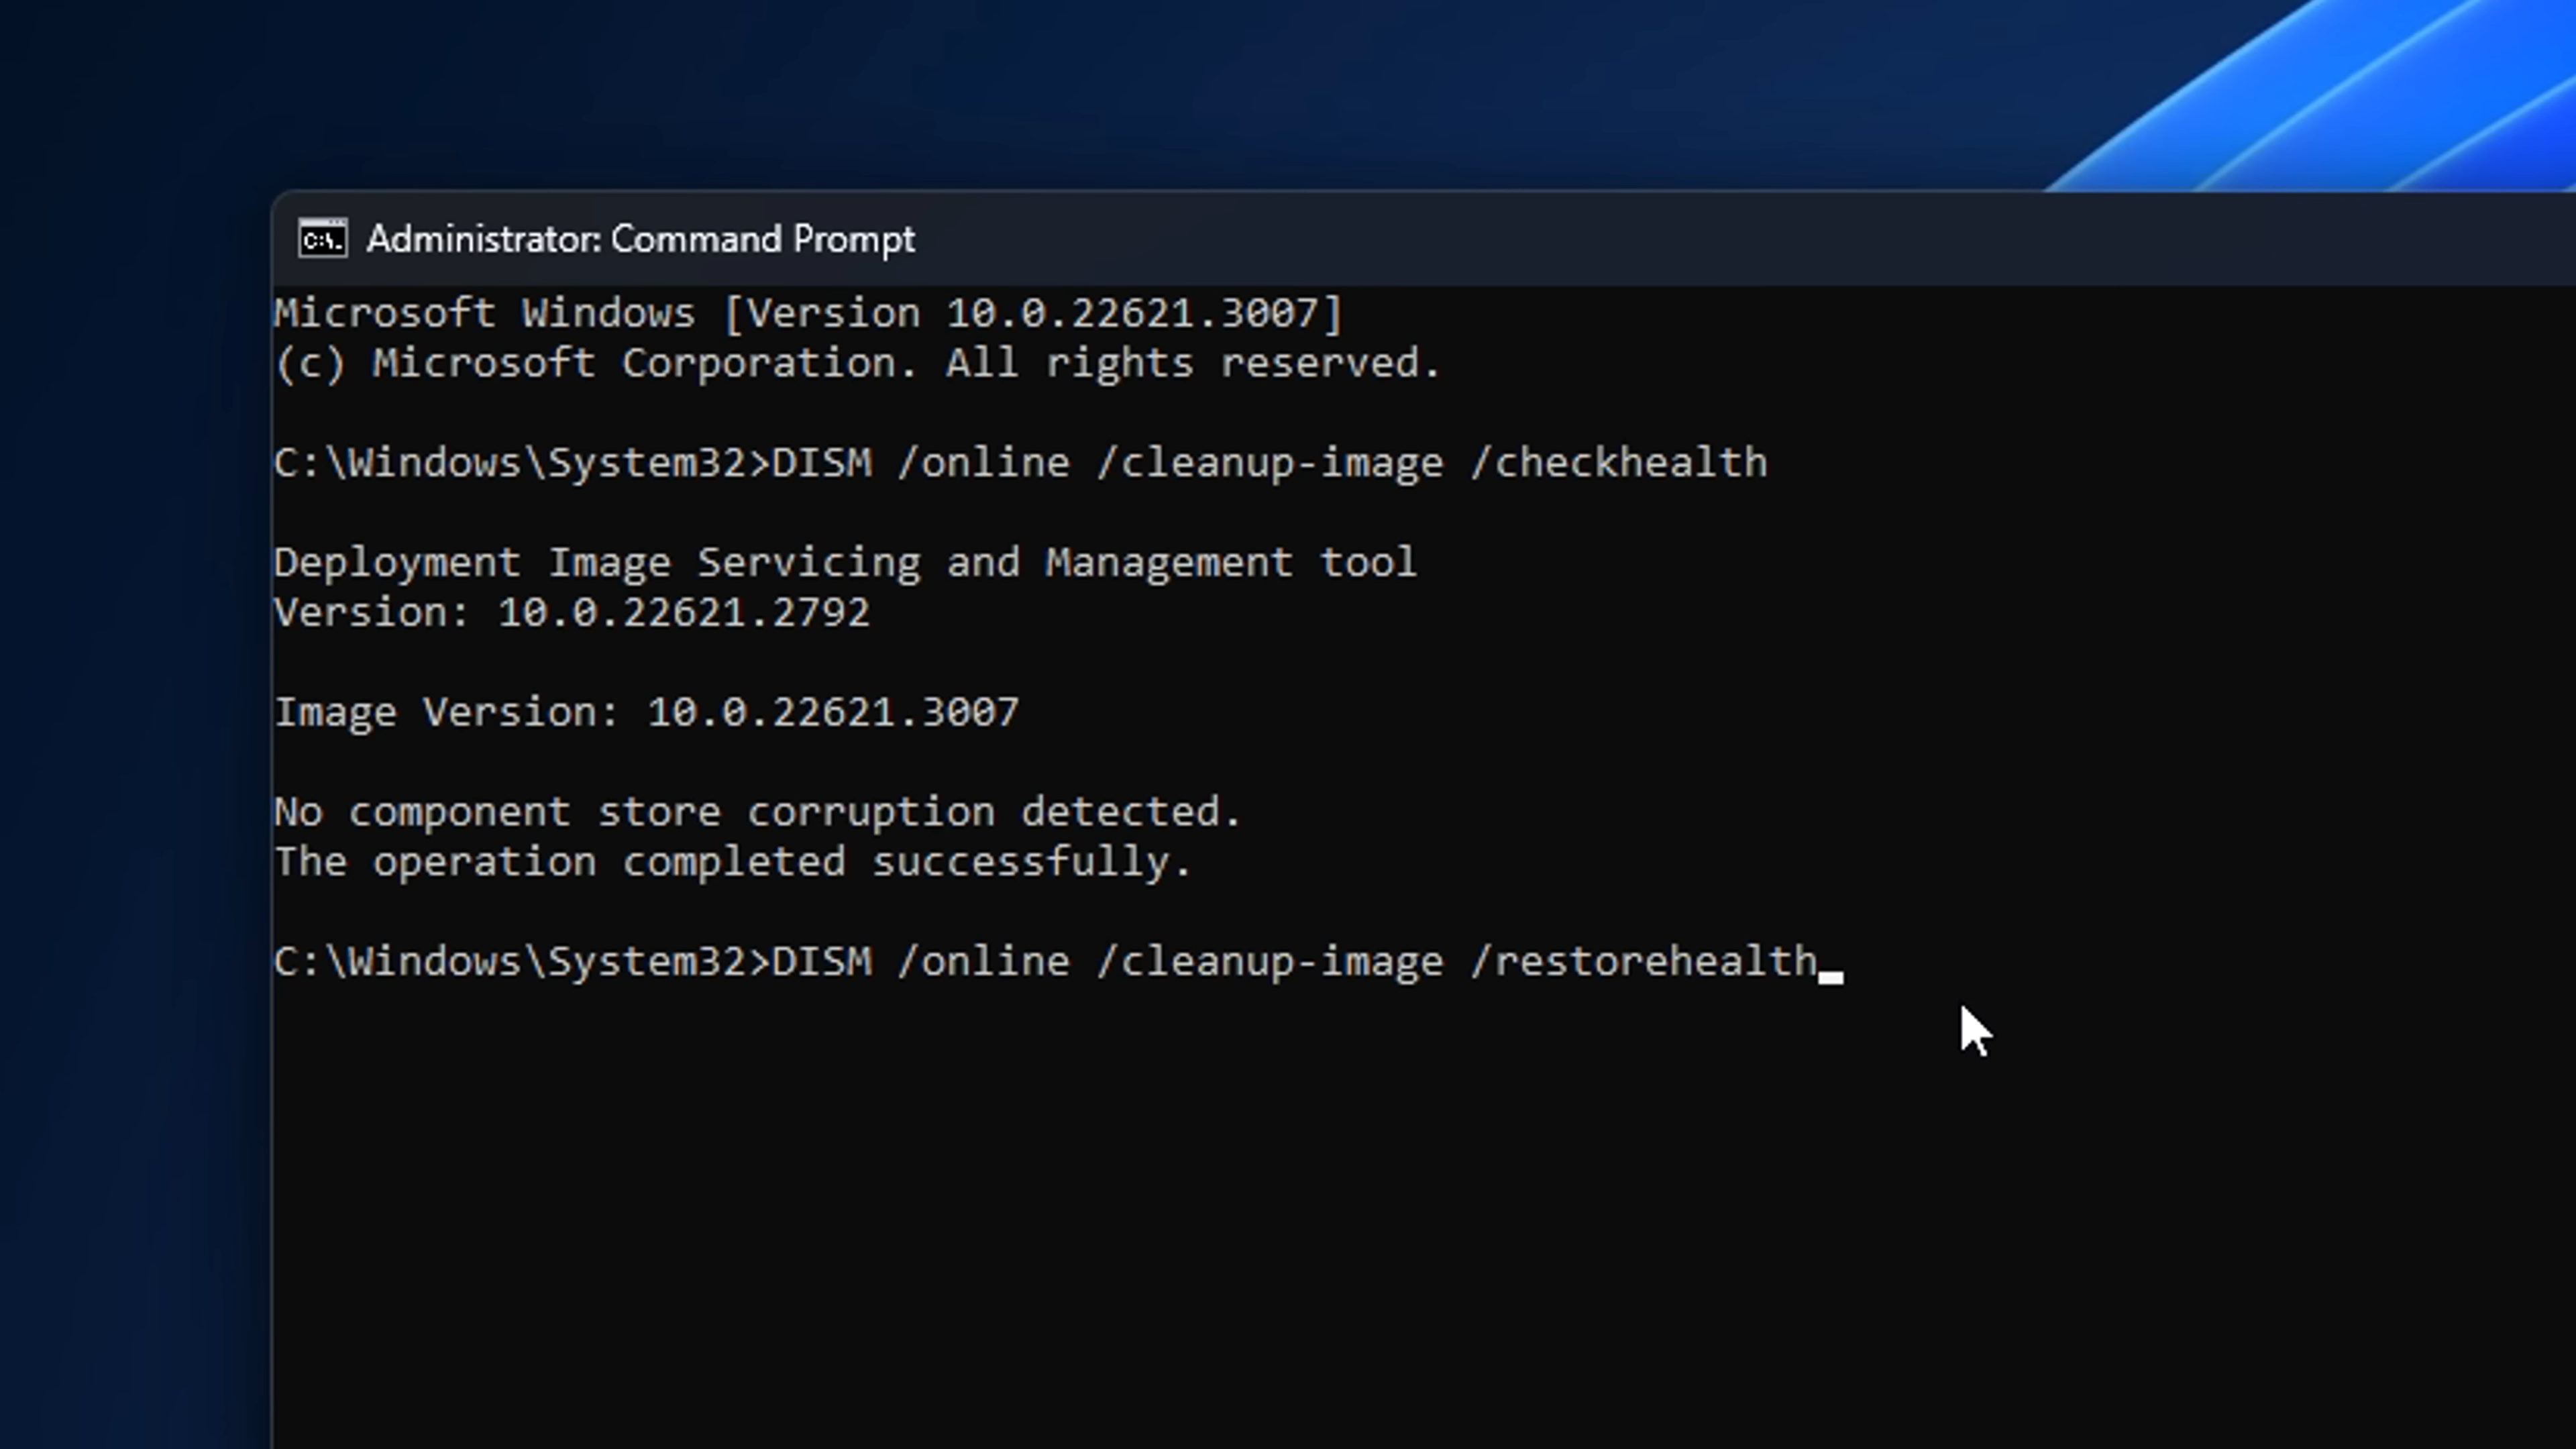 Administrator: Command Prompt
Microsoft Windows [Version 10.0.22621.3007]
(c) Microsoft Corporation. All rights reserved.
C:\Windows\System32>DISM /online /cleanup-image /checkhealth
Deployment Image Servicing and Management tool
Version: 10.0.22621.2792
Image Version: 10.0.22621.3007
No component store corruption detected.
The operation completed successfully.
C:\Windows\System32>DISM /online /cleanup-image /restorehealth